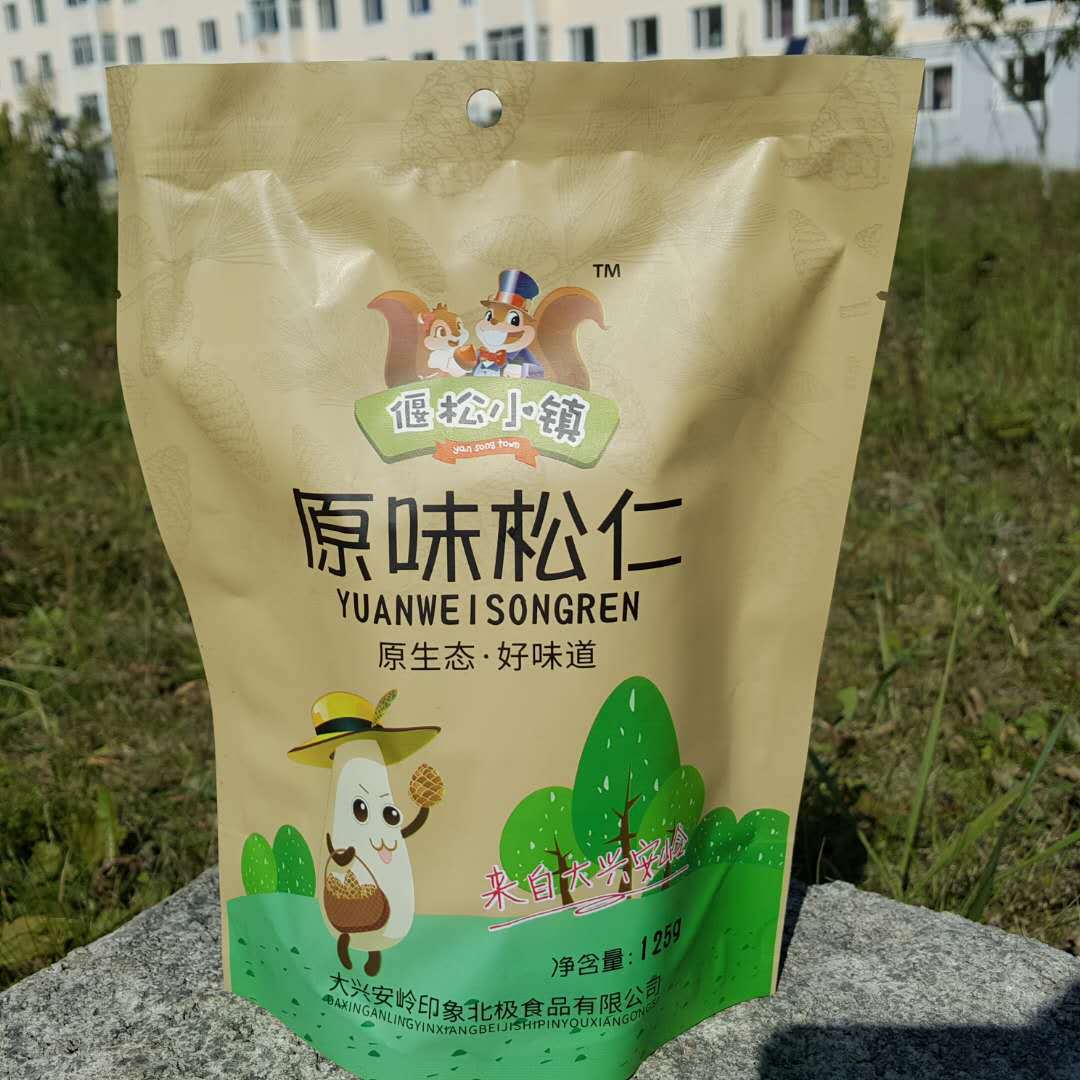 TM
偃松小镇
yan song town
原味松仁
YUANWEISONGREN
原生态·好味道
来自大兴安岭
净含量:125g
大兴安岭印象北极食品有限公司
DAXINGANLINGYINXIANGBEIJISHIPINYOUXIANGONGSI